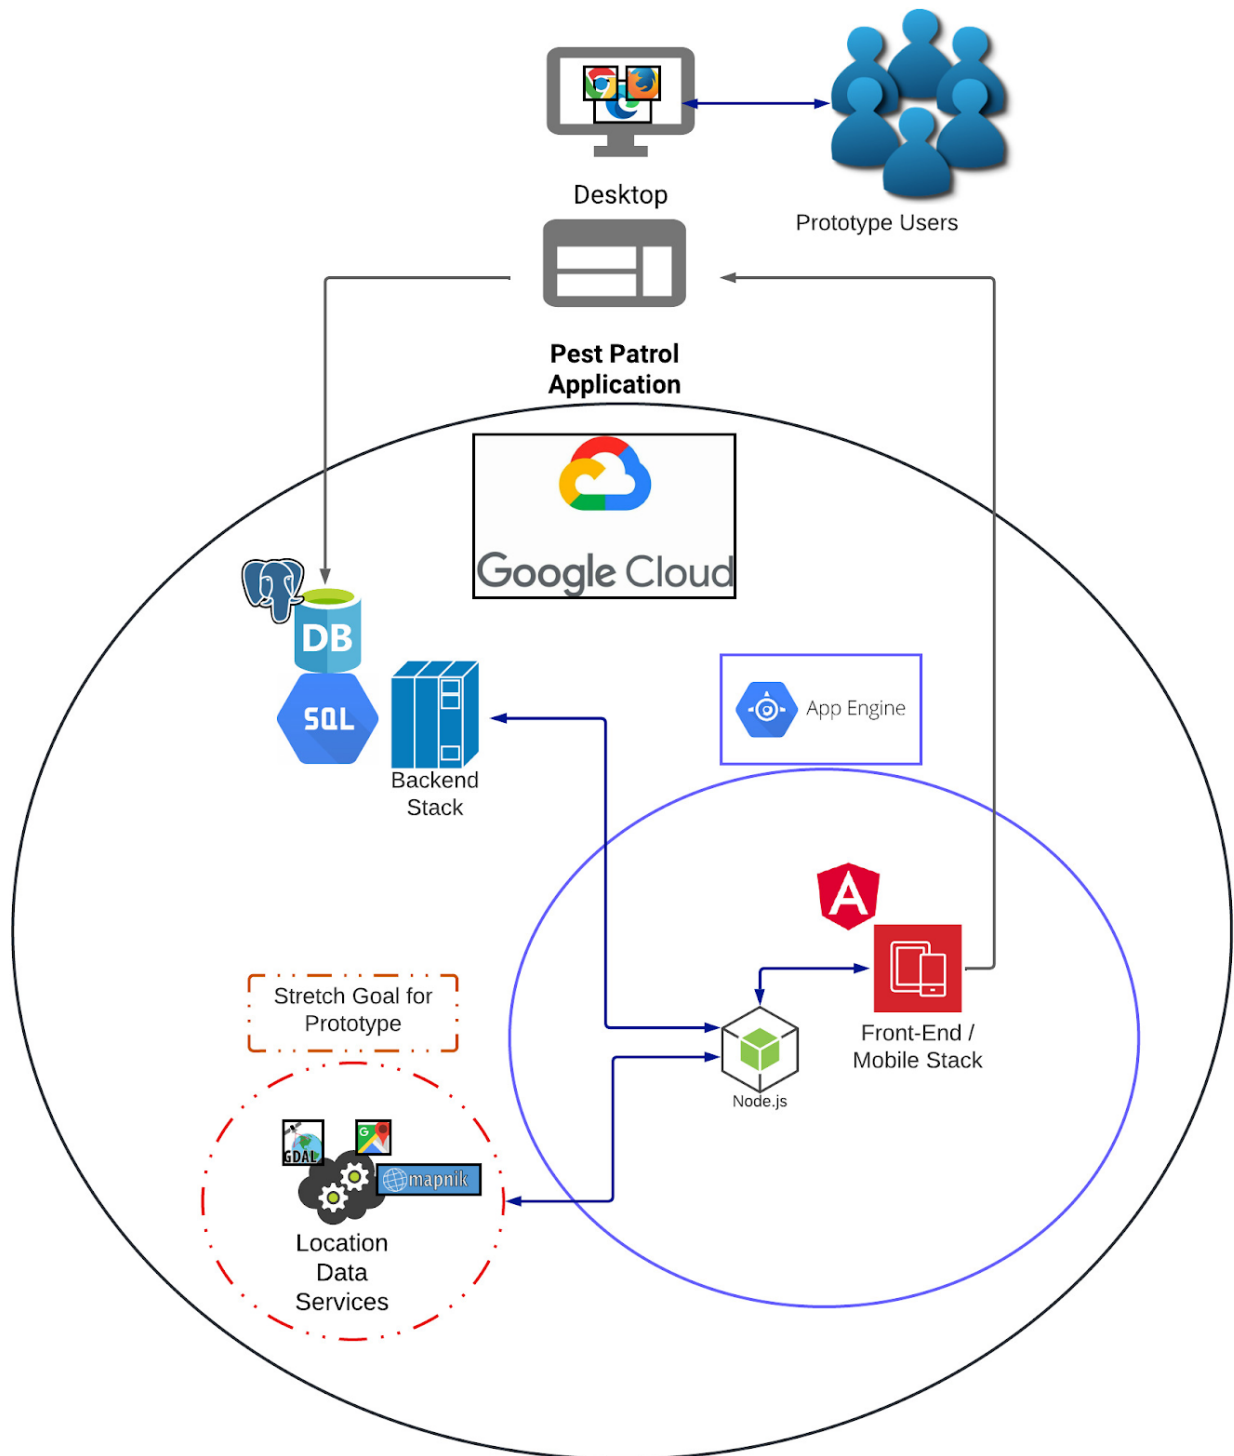 Desktop
Prototype Users
Pest Patrol
Application
Google Cloud
DB
SQL
App Engine
Backend
Stack
A
Stretch Goal for
Prototype
Front-End /
Mobile Stack
Node.js
GDAL
G
mapnik
Location
Data
Services